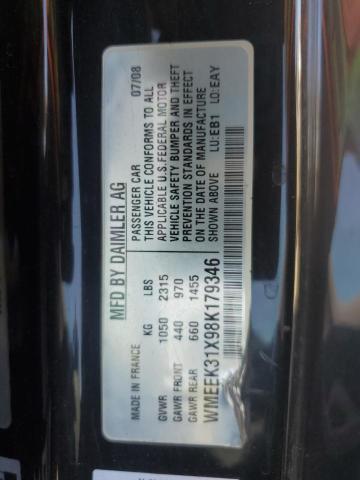 MFD BY DAIMLER AG
PASSENGER CAR 07/08
THIS VEHICLE CONFORMS TO ALL
APPLICABLE U.S.FEDERAL MOTOR
VEHICLE SAFETY BUMPER AND THEFT
PREVENTION STANDARDS IN EFFECT
ON THE DATE OF MANUFACTURE
SHOWN ABOVE LU:EB1 LO:EAY
MADE IN FRANCE KG LBS
GVWR 1050 2315
GAWR FRONT 440 970
GAWR REAR 660 1455
WMEEK31X98K179346